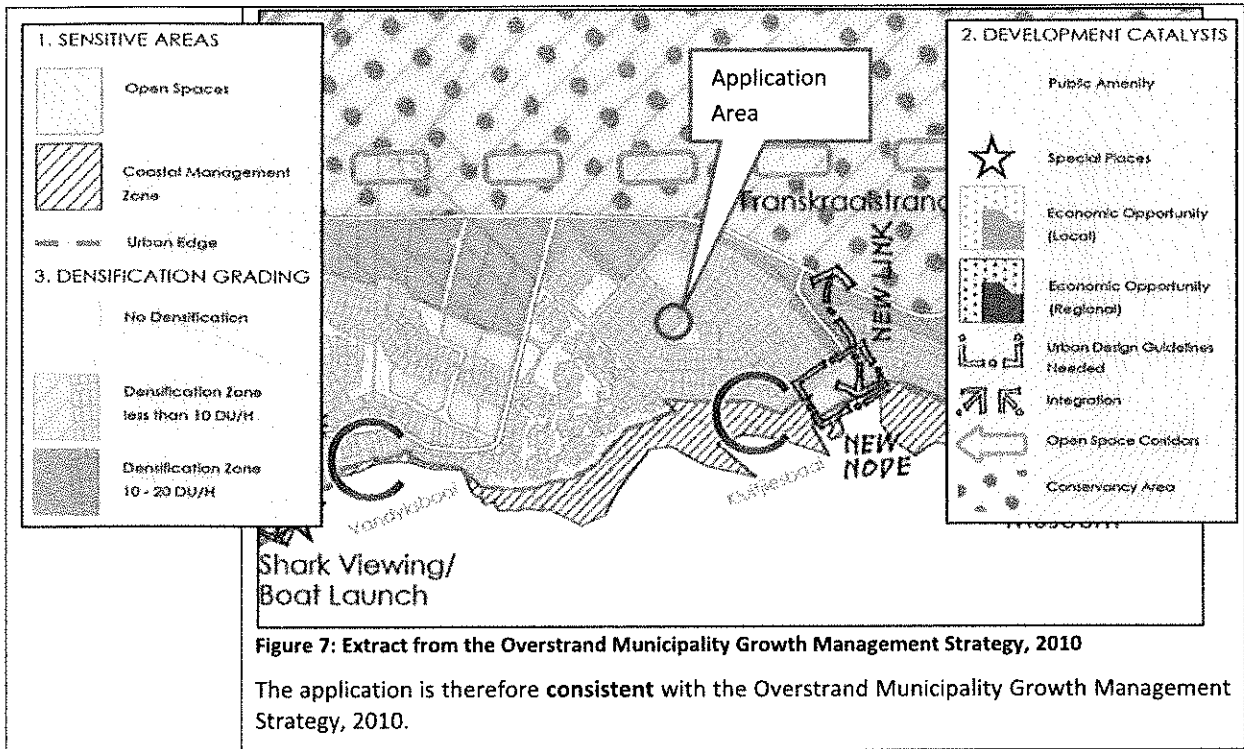 1. SENSITIVE AREAS
Open Spaces
Coastal Management
Zone
Urban Edge
3. DENSIFICATION GRADING
No Densification
Densification Zone
less than 10 DU/H
Densification Zone
10 - 20 DU/H
Application
Area
Franskraalstrand
NEW LINK
NEW
NODE
Vandyksbaai
Kleinbaai
Shark Viewing/
Boat Launch
2. DEVELOPMENT CATALYSTS
Public Amenity
Special Places
Economic Opportunity
(Local)
Economic Opportunity
(Regional)
Urban Design Guidelines
Needed
Integration
Open Space Corridors
Conservancy Area
Figure 7: Extract from the Overstrand Municipality Growth Management Strategy, 2010
The application is therefore consistent with the Overstrand Municipality Growth Management
Strategy, 2010.